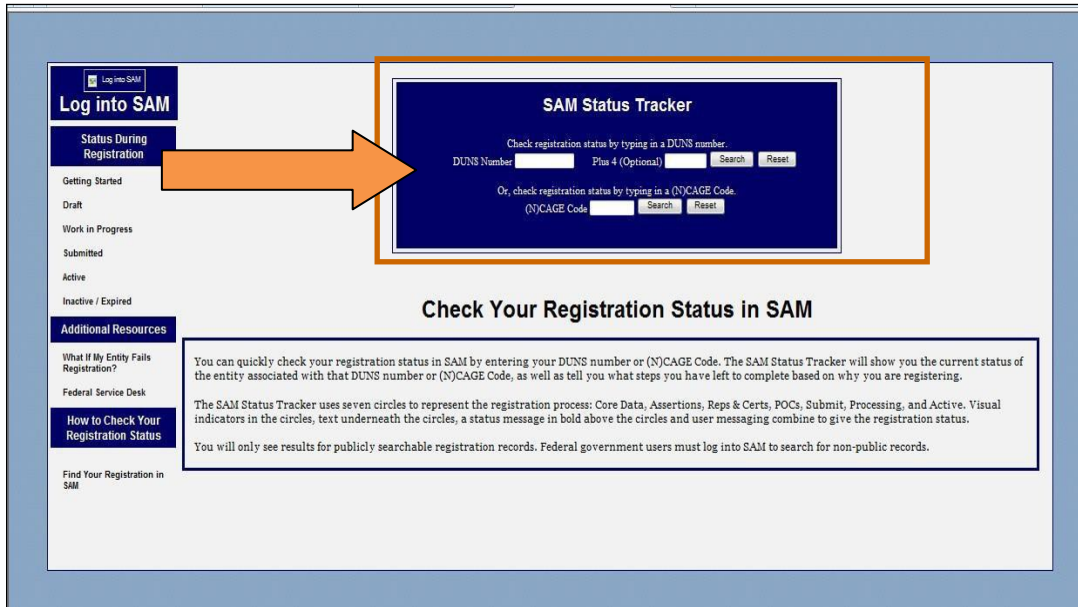 Log into SAM
Log into SAM
Status During
Registration
Getting Started
Draft
Work in Progress
Submitted
Active
Inactive / Expired
Additional Resources
What If My Entity Fails
Registration?
Federal Service Desk
How to Check Your
Registration Status
Find Your Registration in
SAM
SAM Status Tracker
Check registration status by typing in a DUNS number.
DUNS Number Plus 4 (Optional) Search Reset
Or, check registration status by typing in a (N)CAGE Code.
(N)CAGE Code Search Reset
Check Your Registration Status in SAM
You can quickly check your registration status in SAM by entering your DUNS number or (N)CAGE Code. The SAM Status Tracker will show you the current status of
the entity associated with that DUNS number or (N)CAGE Code, as well as tell you what steps you have left to complete based on why you are registering.
The SAM Status Tracker uses seven circles to represent the registration process: Core Data, Assertions, Reps & Certs, POCs, Submit, Processing, and Active. Visual
indicators in the circles, text underneath the circles, a status message in bold above the circles and user messaging combine to give the registration status.
You will only see results for publicly searchable registration records. Federal government users must log into SAM to search for non-public records.